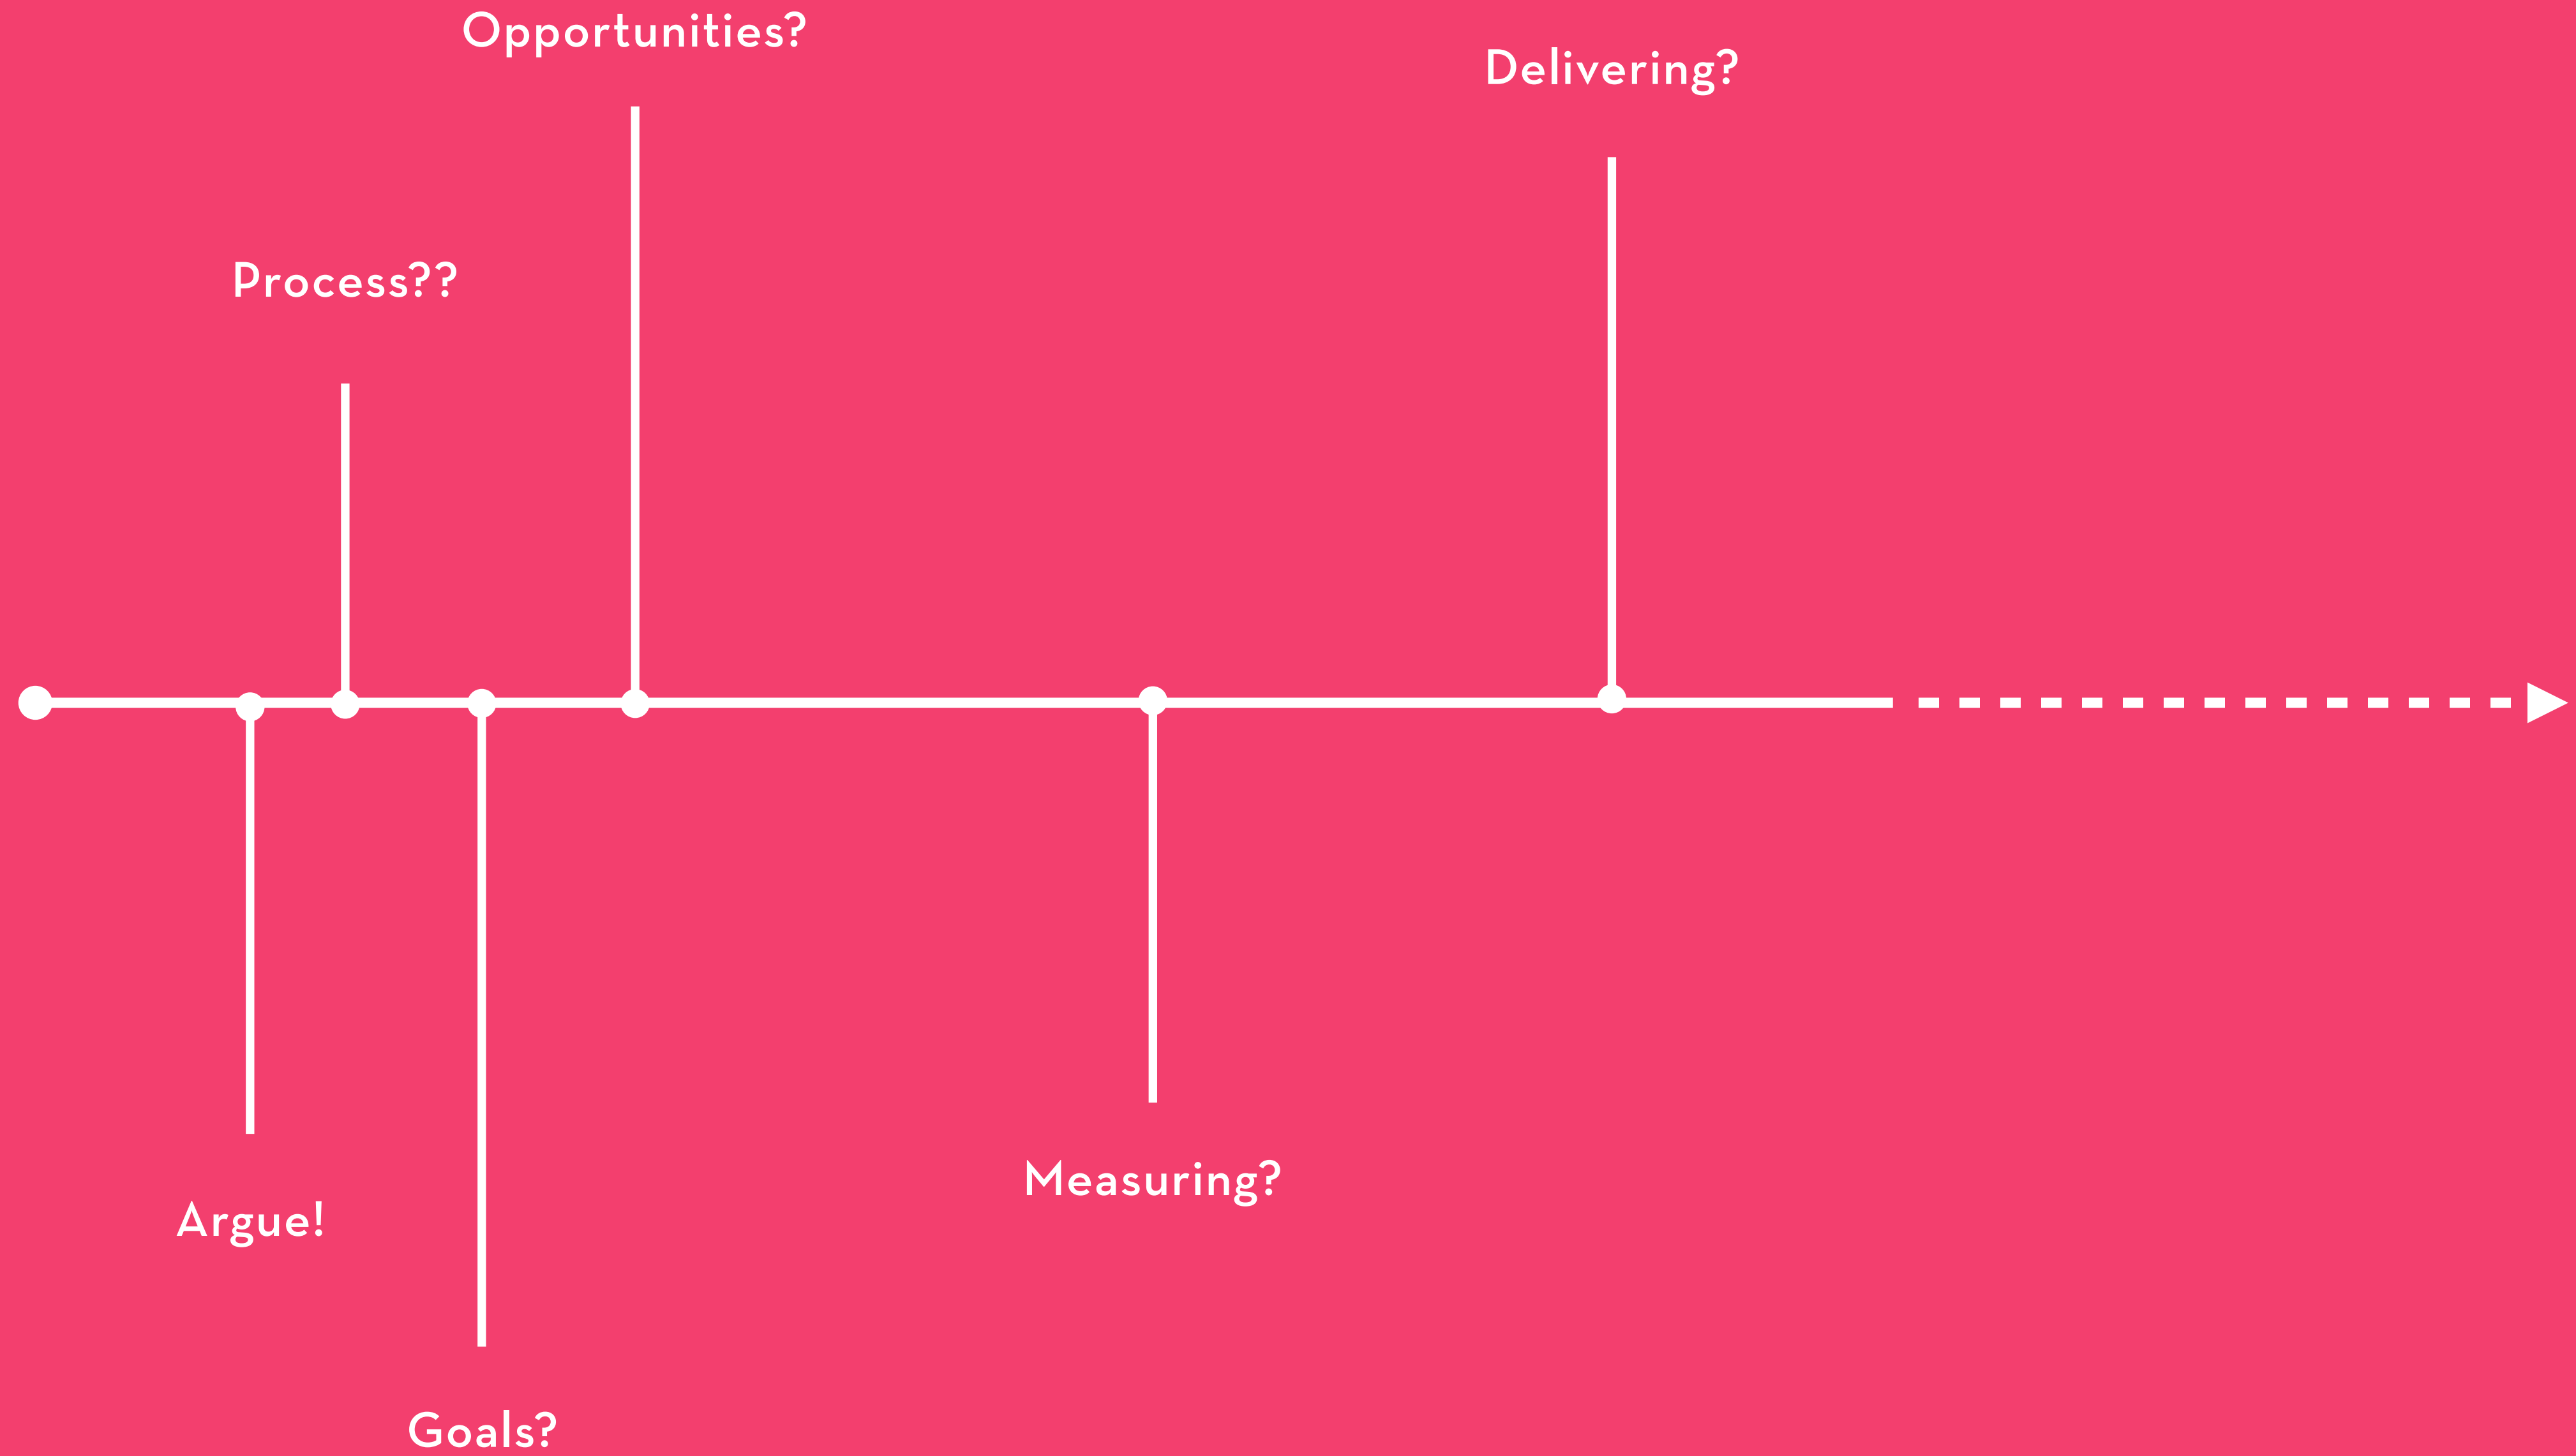 Opportunities?
Delivering?
Process??
Measuring?
Argue!
Goals?